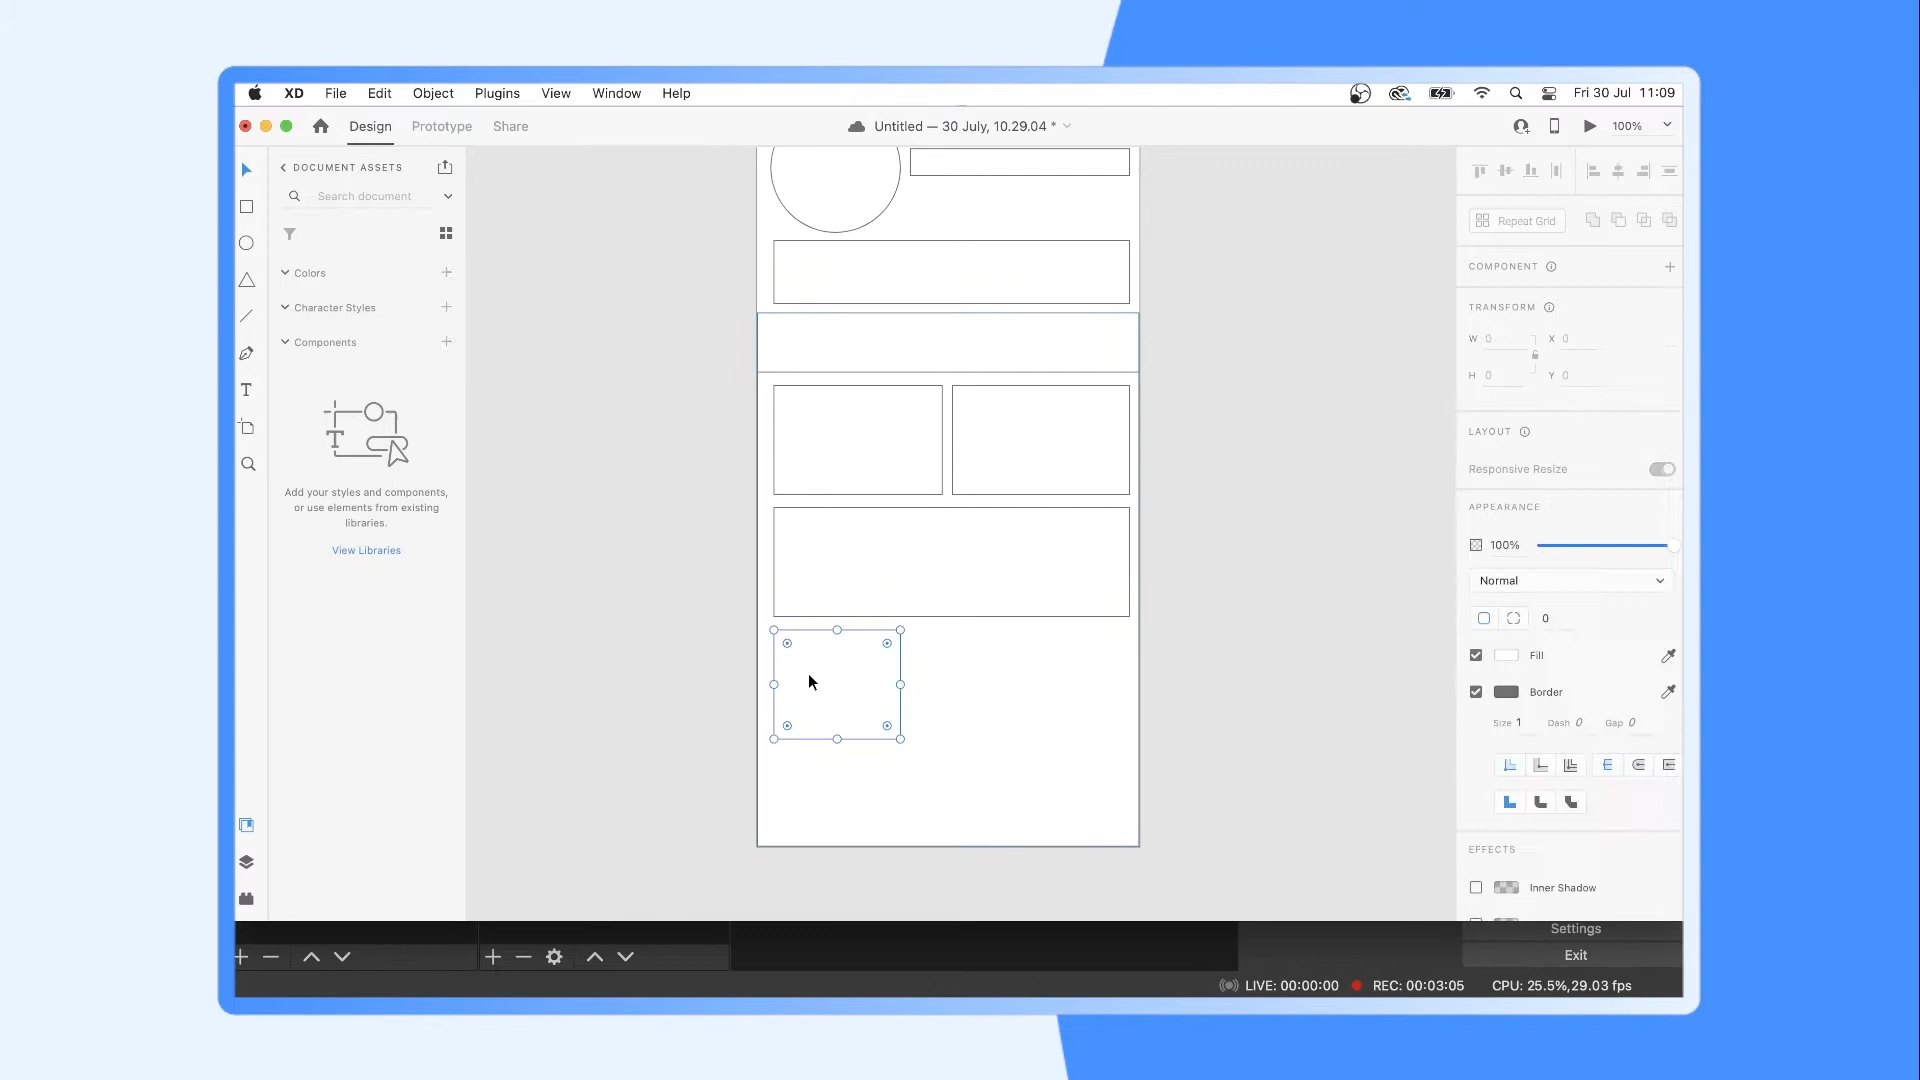 XD File Edit Object Plugins View Window Help Fri 30 Jul 11:09
Design Prototype Share Untitled — 30 July, 10.29.04 * 100%
DOCUMENT ASSETS
Search document
Colors
Character Styles
Components
Add your styles and components,
or use elements from existing
libraries.
View Libraries
Repeat Grid
COMPONENT
TRANSFORM
W 0 X 0
H 0 Y 0
LAYOUT
Responsive Resize
APPEARANCE
100%
Normal
0
Fill
Border
Size 1 Dash 0 Gap 0
EFFECTS
Inner Shadow
Settings
Exit
LIVE: 00:00:00 REC: 00:03:05 CPU: 25.5%,29.03 fps